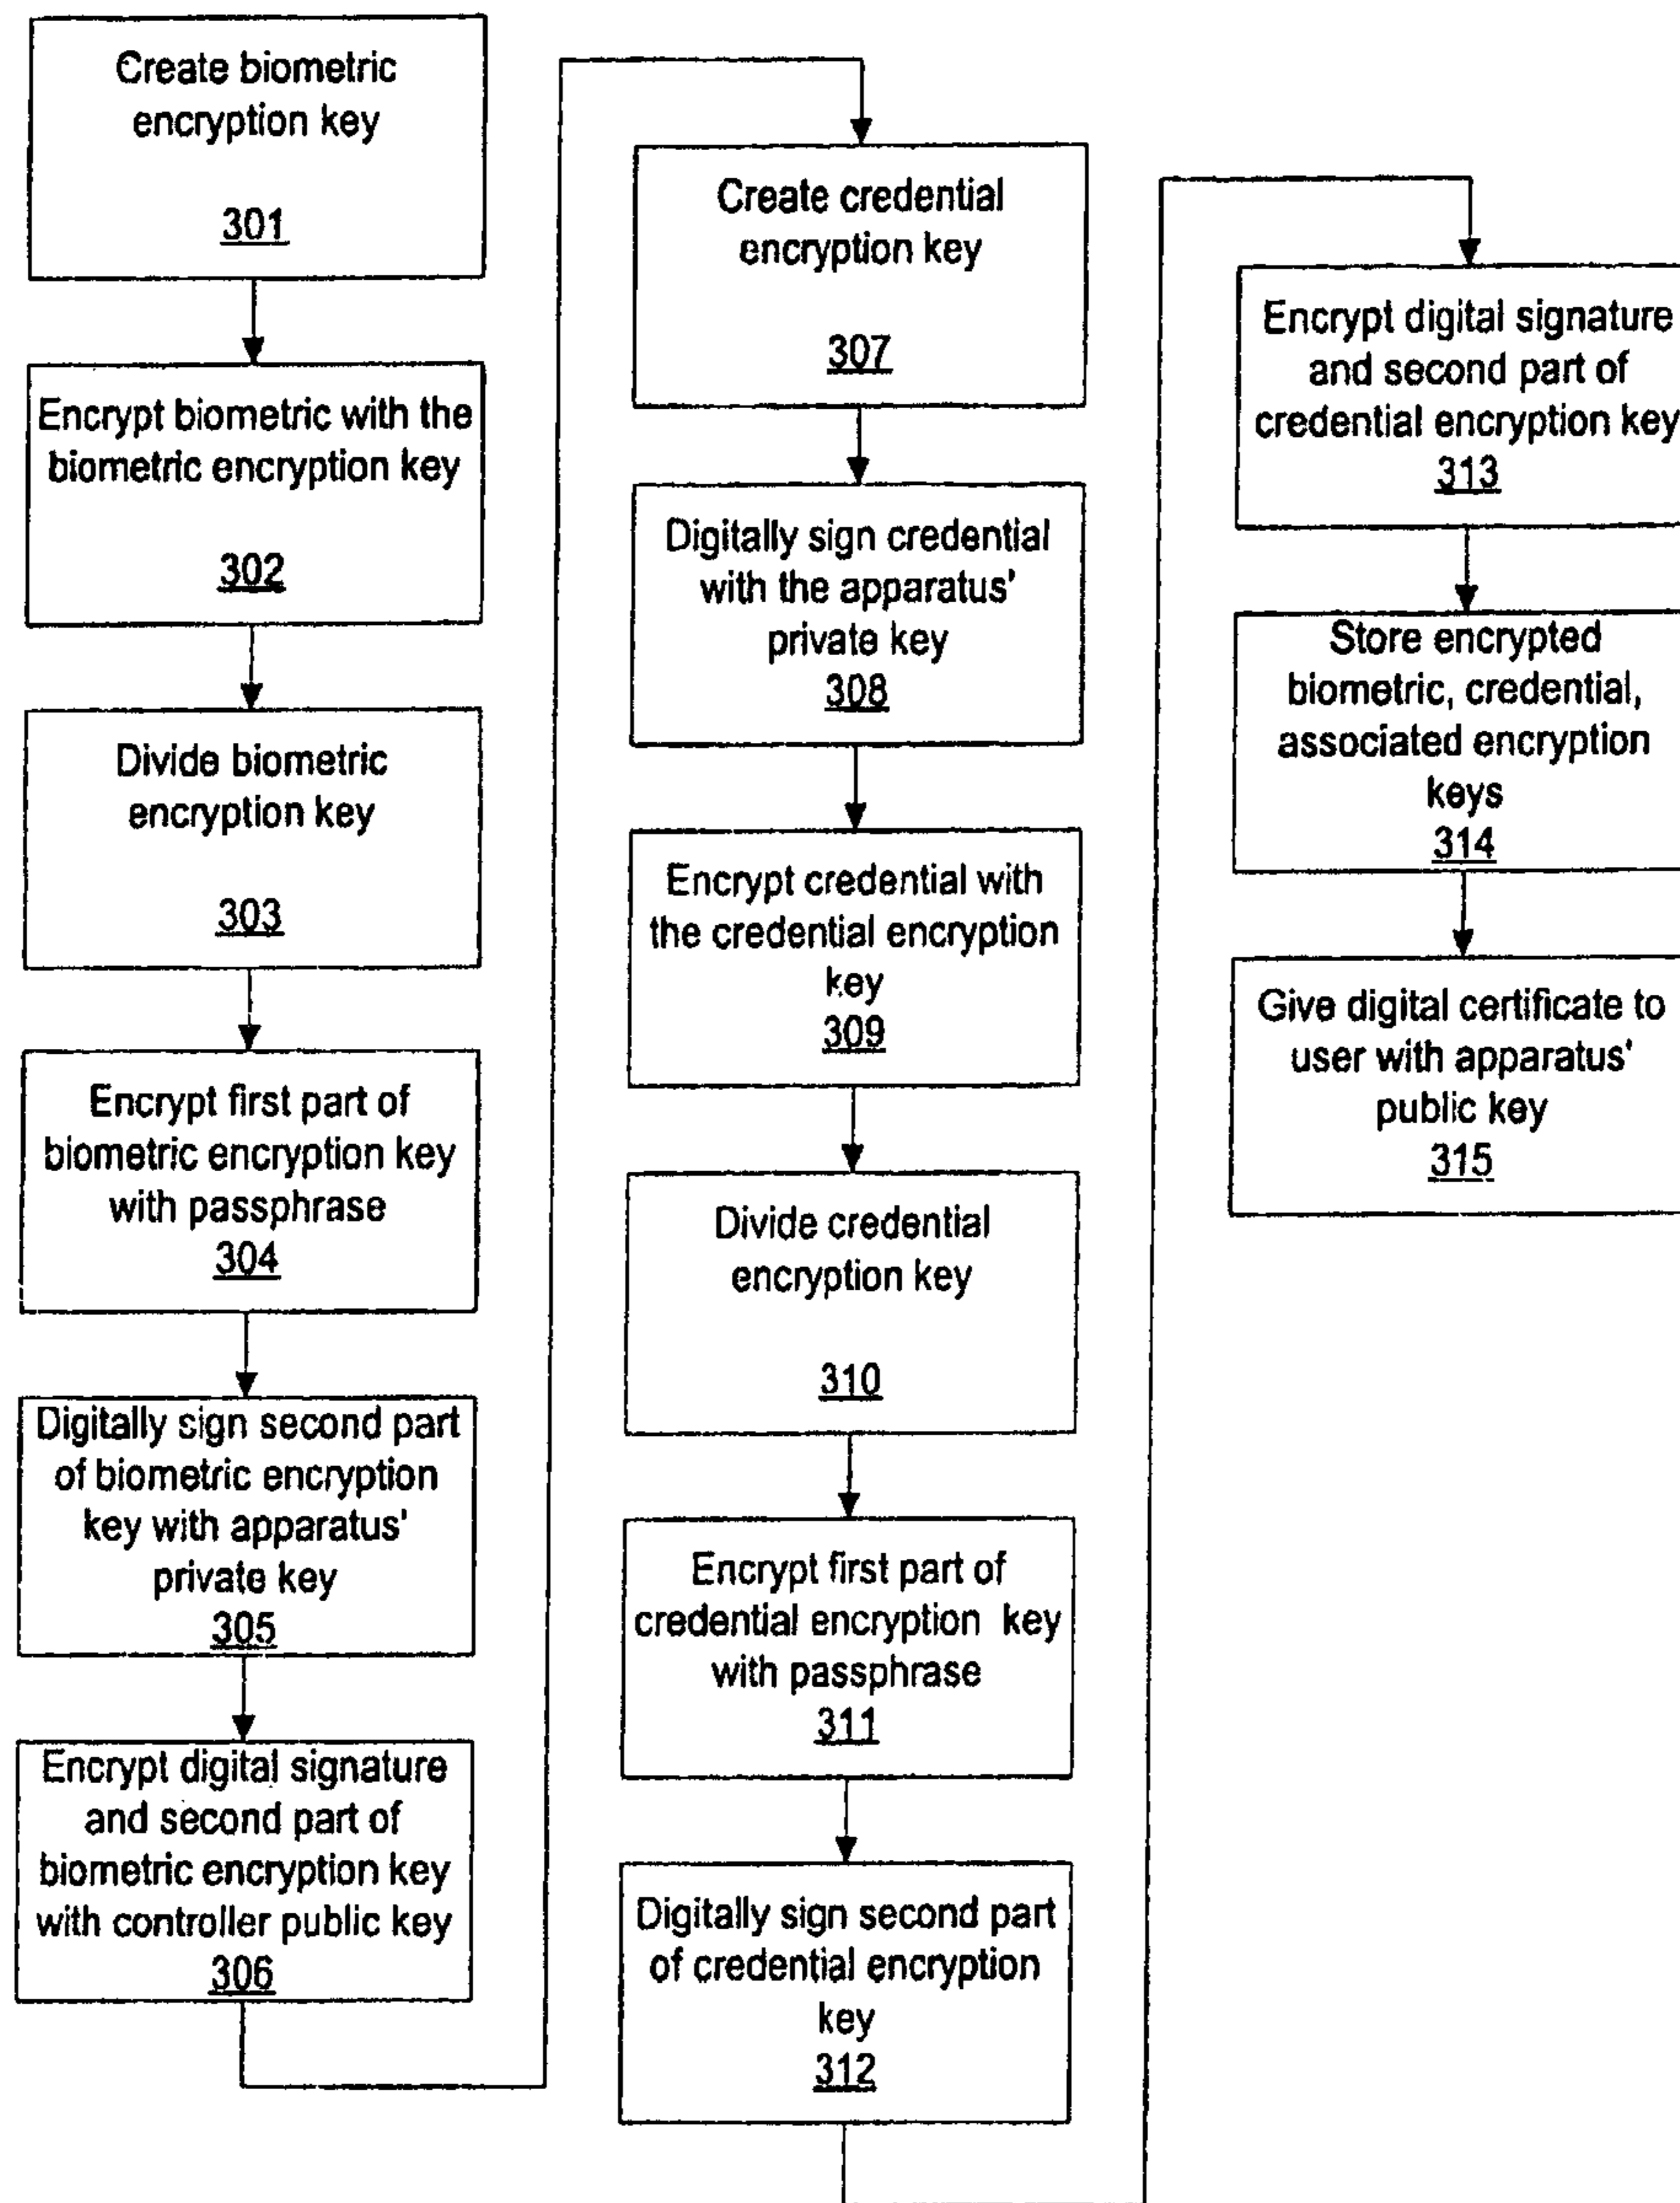 Create biometric
encryption key
301
Encrypt biometric with the
biometric encryption key
302
Divide biometric
encryption key
303
Encrypt first part of
biometric encryption key
with passphrase
304
Digitally sign second part
of biometric encryption
key with apparatus'
private key
305
Encrypt digital signature
and second part of
biometric encryption key
with controller public key
306
Create credential
encryption key
307
Digitally sign credential
with the apparatus'
private key
308
Encrypt credential with
the credential encryption
key
309
Divide credential
encryption key
310
Encrypt first part of
credential encryption key
with passphrase
311
Digitally sign second part
of credential encryption
key
312
Encrypt digital signature
and second part of
credential encryption key
313
Store encrypted
biometric, credential,
associated encryption
keys
314
Give digital certificate to
user with apparatus'
public key
315